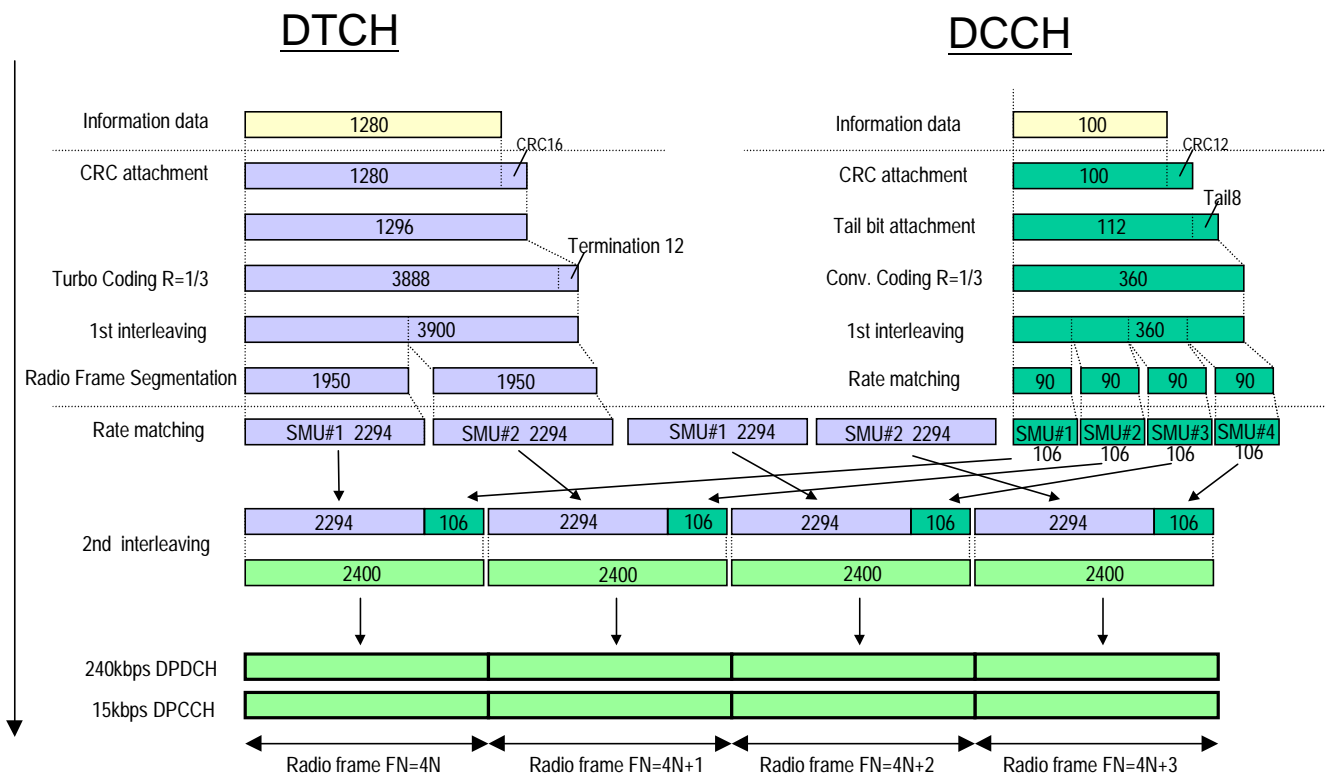 DTCH
DCCH
Information data
1280
Information data
100
CRC16
CRC12
CRC attachment
1280
CRC attachment
100
Tail8
1296
Tail bit attachment
112
Termination 12
Turbo Coding R=1/3
3888
Conv. Coding R=1/3
360
1st interleaving
3900
1st interleaving
360
Radio Frame Segmentation
1950
1950
Rate matching
90
90
90
90
Rate matching
SMU#1 2294
SMU#2 2294
SMU#1 2294
SMU#2 2294
SMU#1
SMU#2
SMU#3
SMU#4
106
106
106
106
2294
106
2294
106
2294
106
2294
106
2nd interleaving
2400
2400
2400
2400
240kbps DPDCH
15kbps DPCCH
Radio frame FN=4N
Radio frame FN=4N+1
Radio frame FN=4N+2
Radio frame FN=4N+3